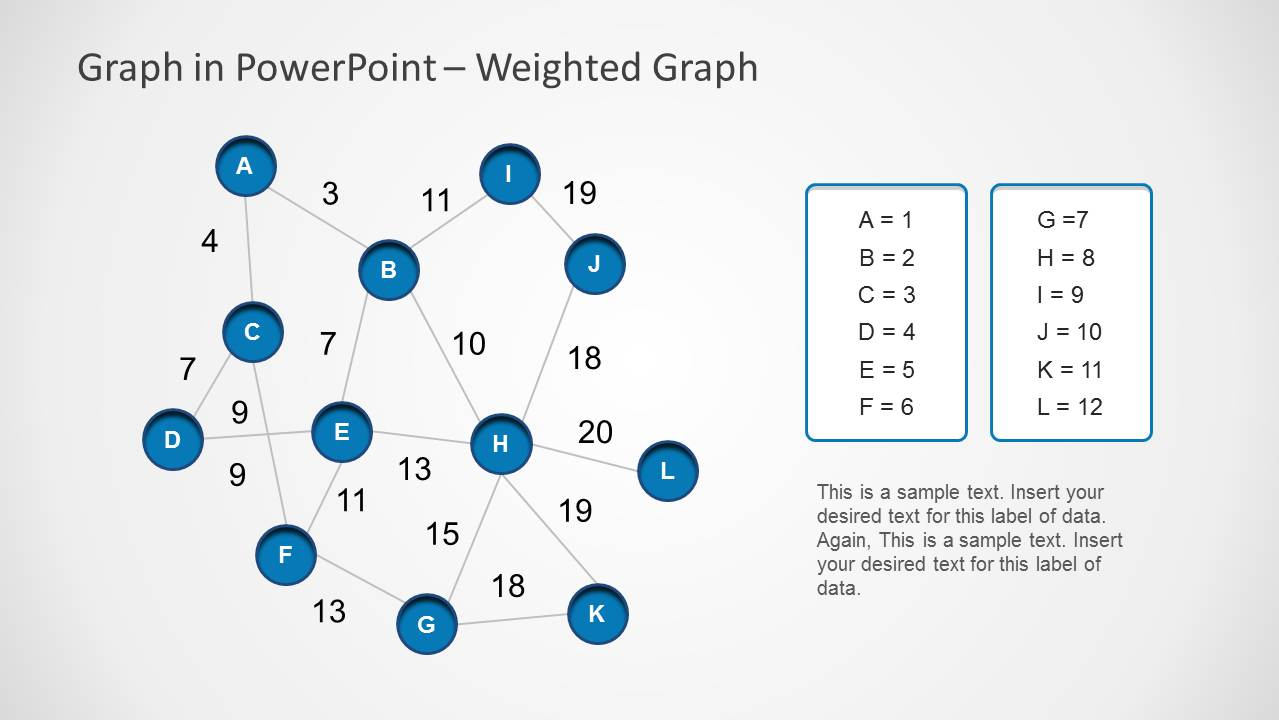 Graph in PowerPoint – Weighted Graph
A
I
3
11
19
4
B
J
C
7
7
10
18
9
D
E
H
20
L
9
13
11
15
19
F
18
13
G
K
A = 1
B = 2
C = 3
D = 4
E = 5
F = 6
G =7
H = 8
I = 9
J = 10
K = 11
L = 12
This is a sample text. Insert your
desired text for this label of data.
Again, This is a sample text. Insert
your desired text for this label of
data.